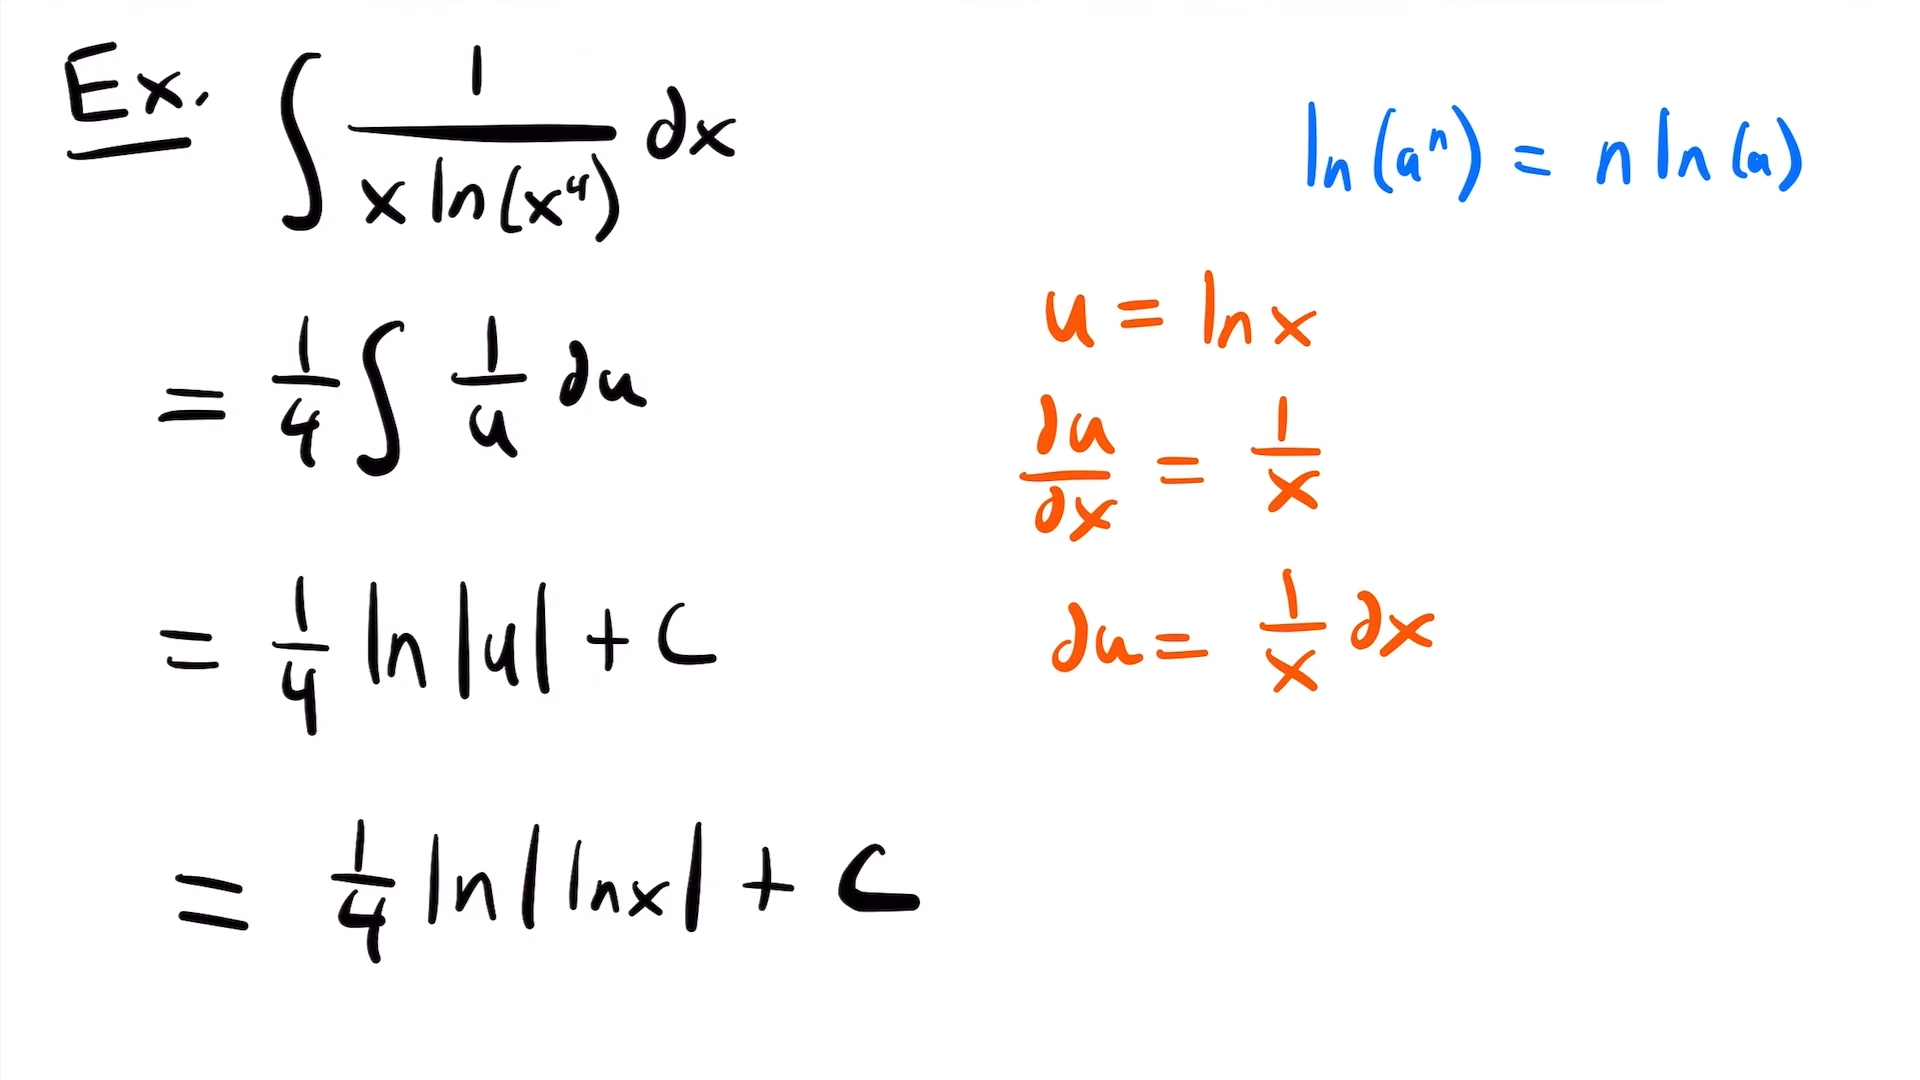 Ex. ∫ 1/(x ln(x⁴)) dx
ln(aⁿ) = n ln(a)
= 1/4 ∫ 1/u du
= 1/4 ln|u| + C
= 1/4 ln|lnx| + C
u = ln x
du/dx = 1/x
du = 1/x dx